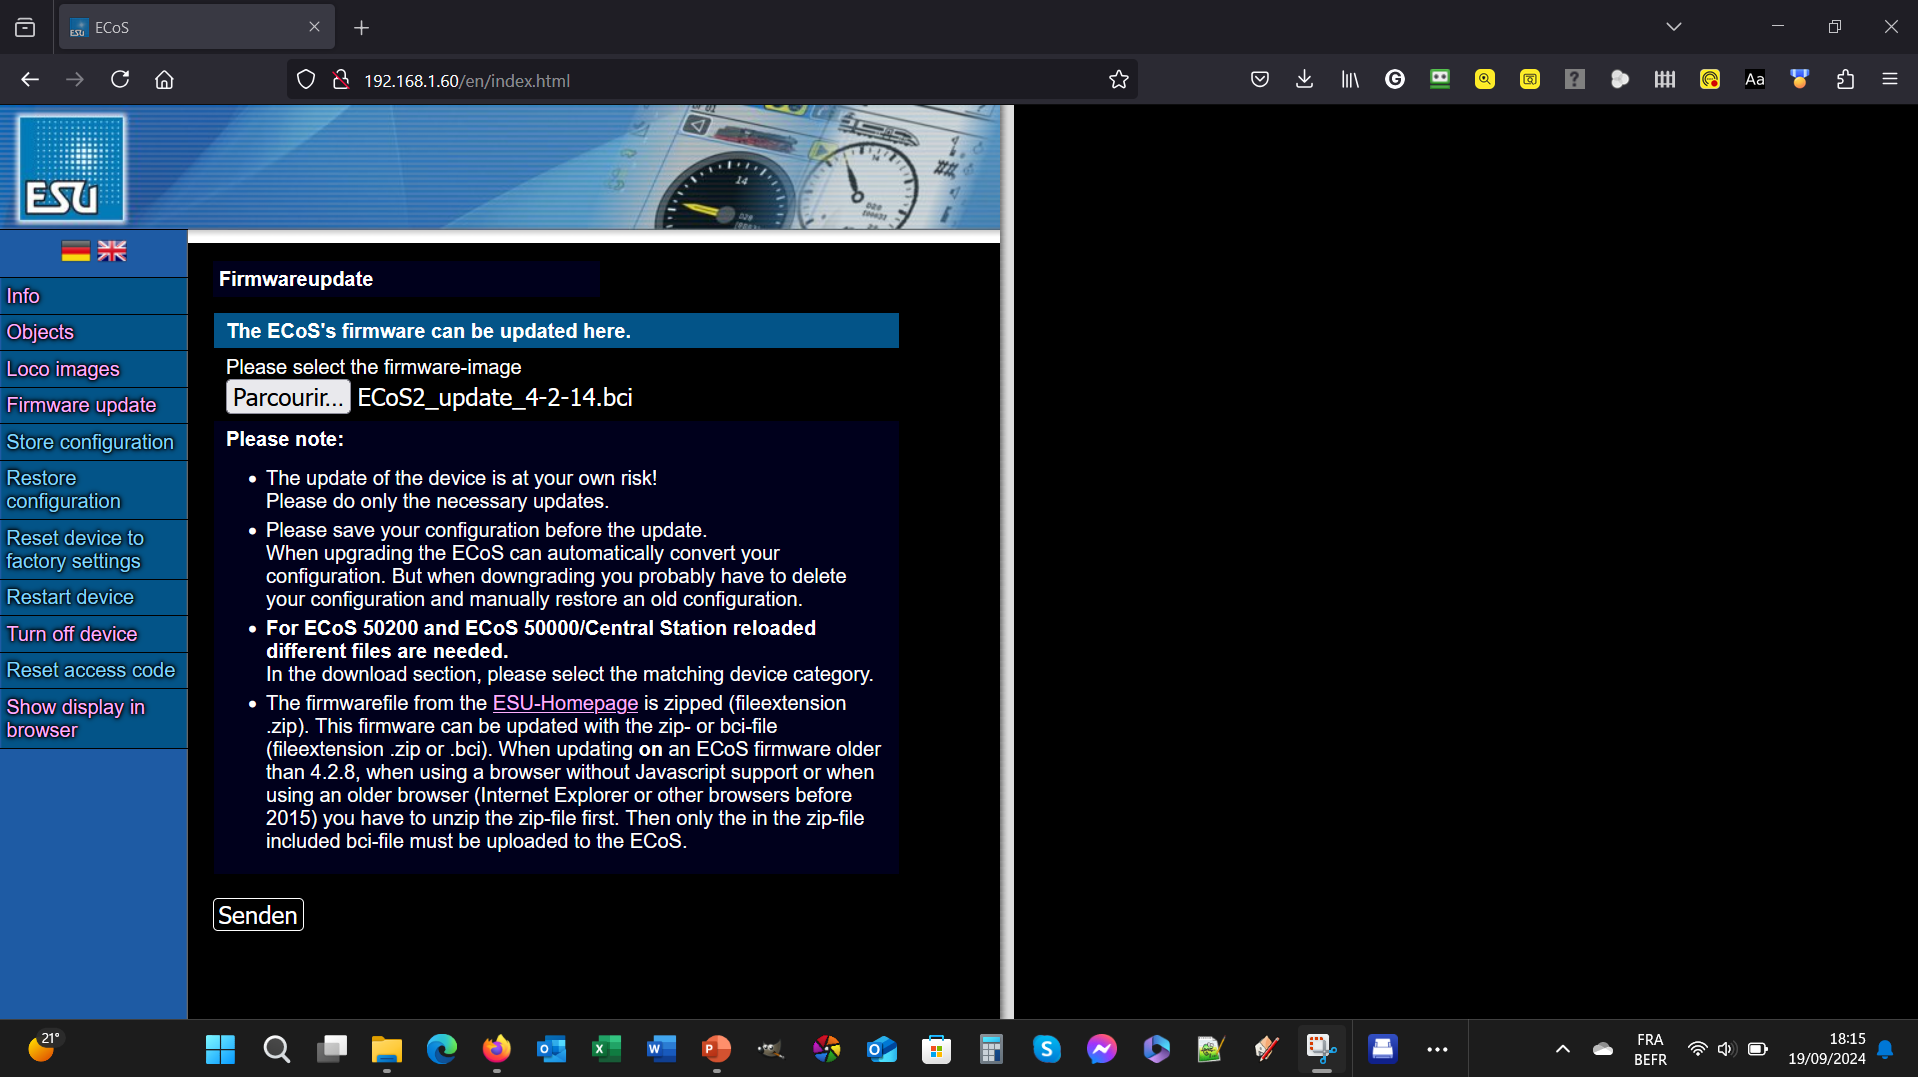 ECoS
192.168.1.60/en/index.html
ESU
14
14
Firmwareupdate
Info
Objects
Loco images
Firmware update
Store configuration
Restore
configuration
Reset device to
factory settings
Restart device
Turn off device
Reset access code
Show display in
browser
The ECoS's firmware can be updated here.
Please select the firmware-image
Parcourir... ECoS2_update_4-2-14.bci
Please note:
The update of the device is at your own risk!
Please do only the necessary updates.
Please save your configuration before the update.
When upgrading the ECoS can automatically convert your
configuration. But when downgrading you probably have to delete
your configuration and manually restore an old configuration.
For ECoS 50200 and ECoS 50000/Central Station reloaded
different files are needed.
In the download section, please select the matching device category.
The firmwarefile from the ESU-Homepage is zipped (fileextension
.zip). This firmware can be updated with the zip- or bci-file
(fileextension .zip or .bci). When updating on an ECoS firmware older
than 4.2.8, when using a browser without Javascript support or when
using an older browser (Internet Explorer or other browsers before
2015) you have to unzip the zip-file first. Then only the in the zip-file
included bci-file must be uploaded to the ECoS.
Senden
21°
FRA
BEFR
18:15
19/09/2024